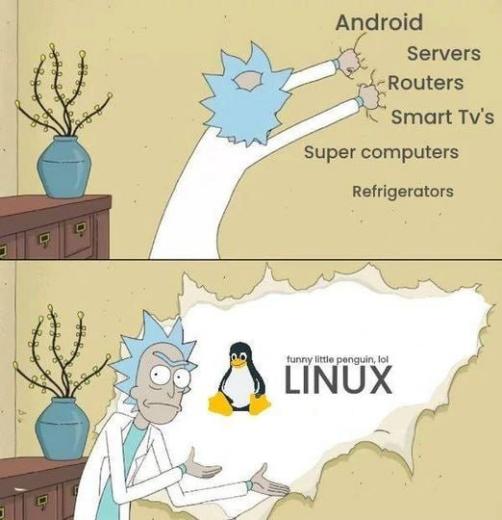 Android
Servers
Routers
Smart Tv's
Super computers
Refrigerators
funny little penguin, lol
LINUX